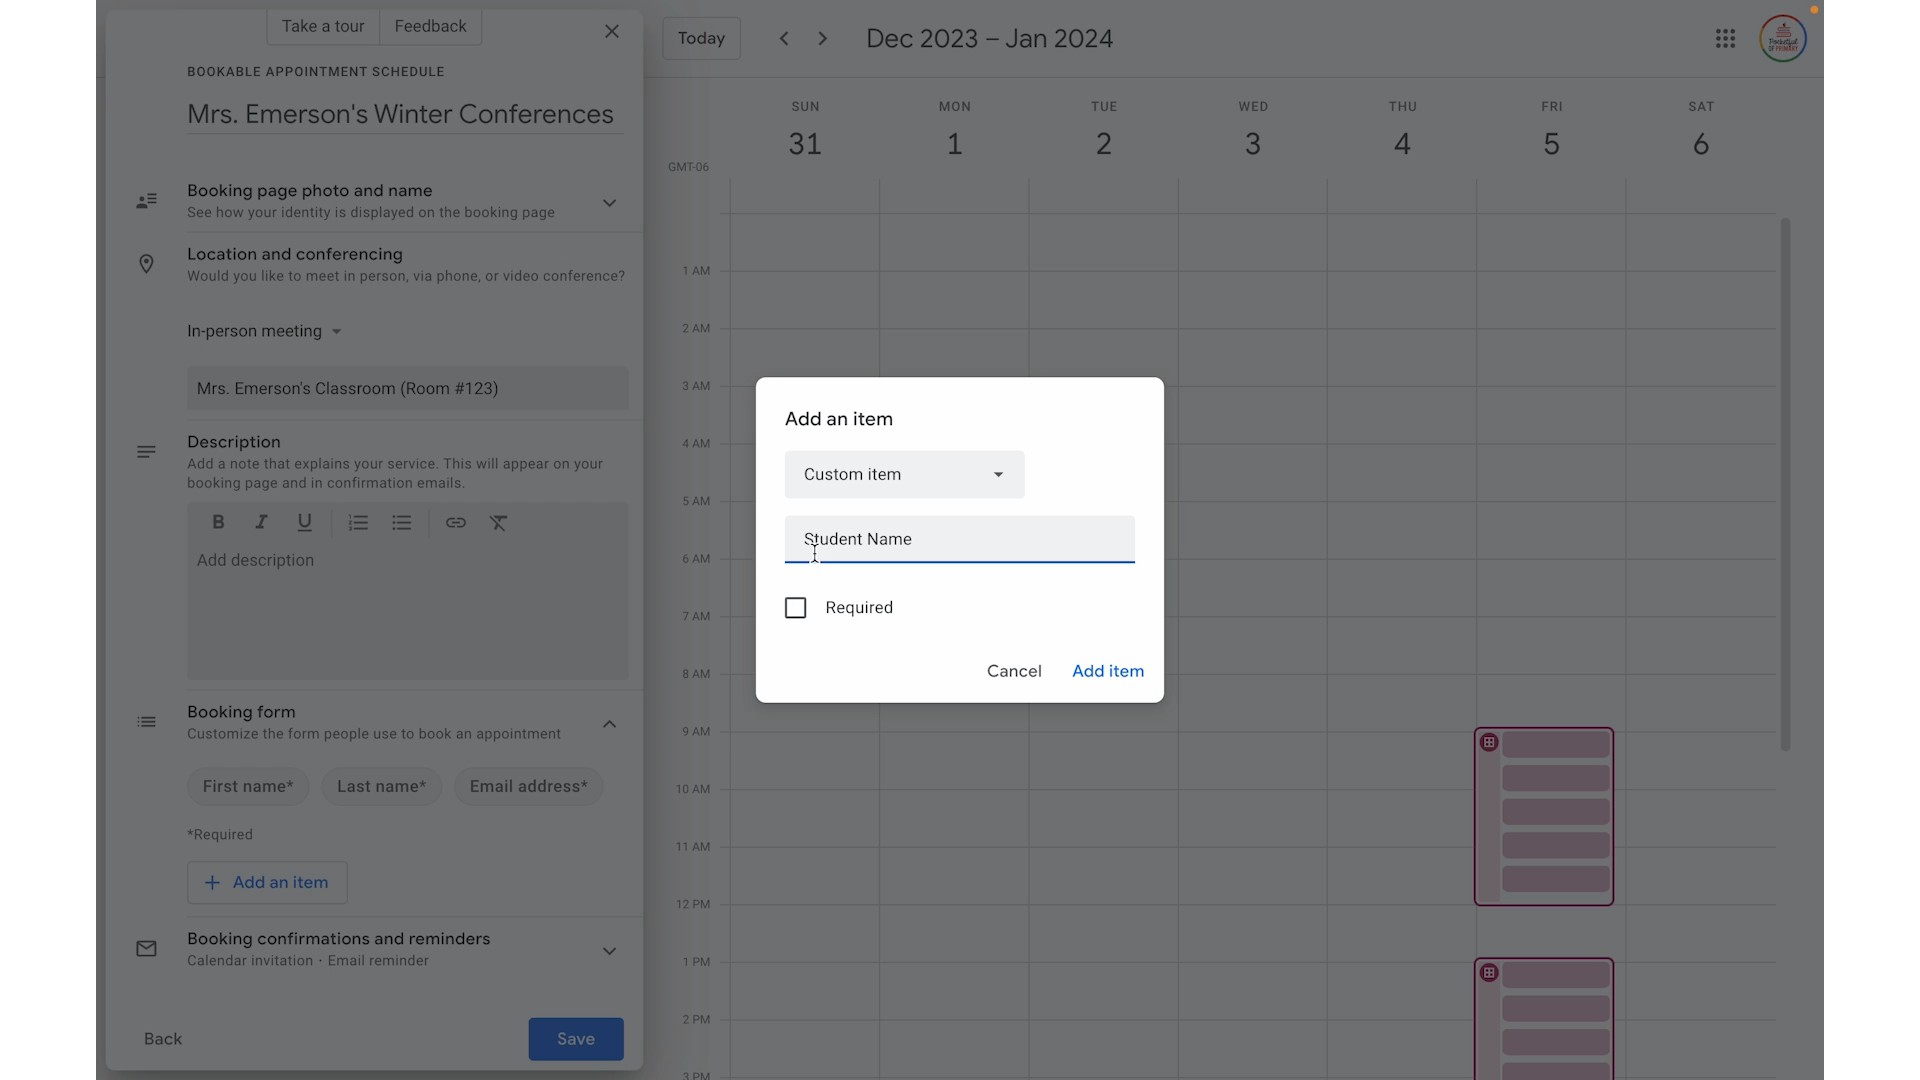 Take a tour
Feedback
BOOKABLE APPOINTMENT SCHEDULE
Mrs. Emerson's Winter Conferences
Booking page photo and name
See how your identity is displayed on the booking page
Location and conferencing
Would you like to meet in person, via phone, or video conference?
In-person meeting
Mrs. Emerson's Classroom (Room #123)
Description
Add a note that explains your service. This will appear on your
booking page and in confirmation emails.
B I U
Add description
Booking form
Customize the form people use to book an appointment
First name* Last name* Email address*
*Required
+ Add an item
Booking confirmations and reminders
Calendar invitation · Email reminder
Back
Save
Today
Dec 2023 – Jan 2024
Pocketful
OF PRIMARY
SUN MON TUE WED THU FRI SAT
31 1 2 3 4 5 6
GMT-06
1 AM
2 AM
3 AM
4 AM
5 AM
6 AM
7 AM
8 AM
9 AM
10 AM
11 AM
12 PM
1 PM
2 PM
3 PM
Add an item
Custom item
Student Name
Required
Cancel
Add item